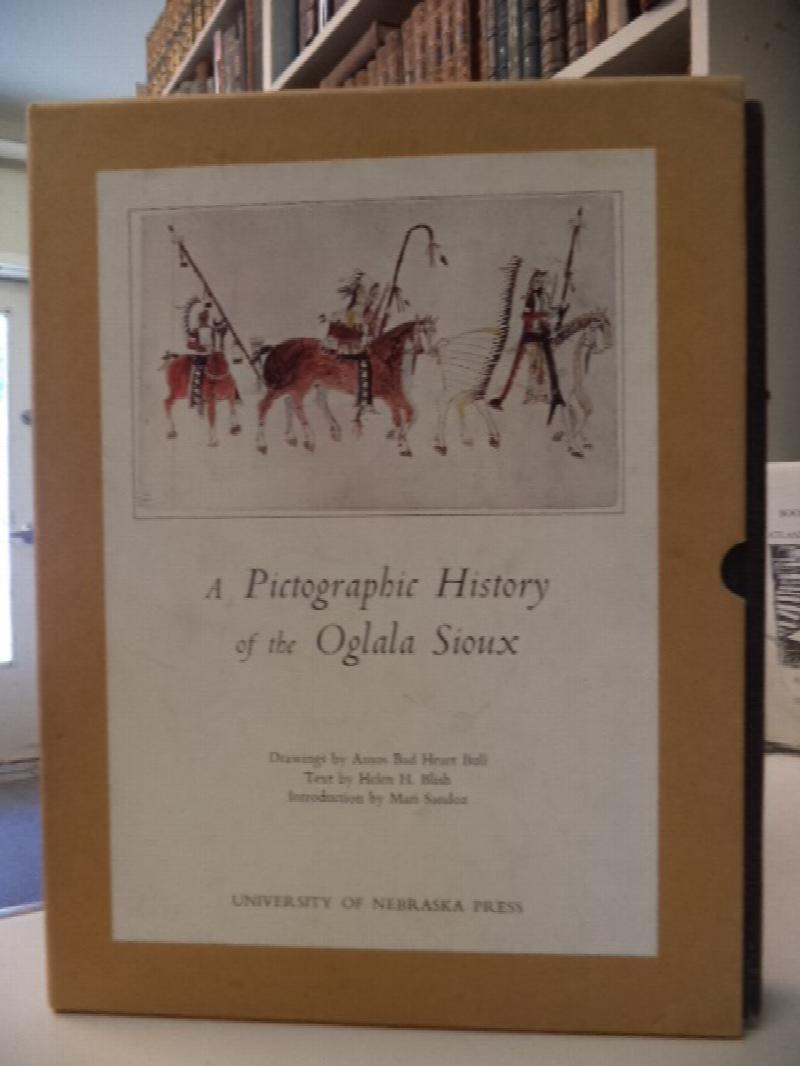 A Pictographic History
of the Oglala Sioux
Drawings by Amos Bad Heart Bull
Text by Helen H. Blish
Introduction by Mari Sandoz
UNIVERSITY OF NEBRASKA PRESS